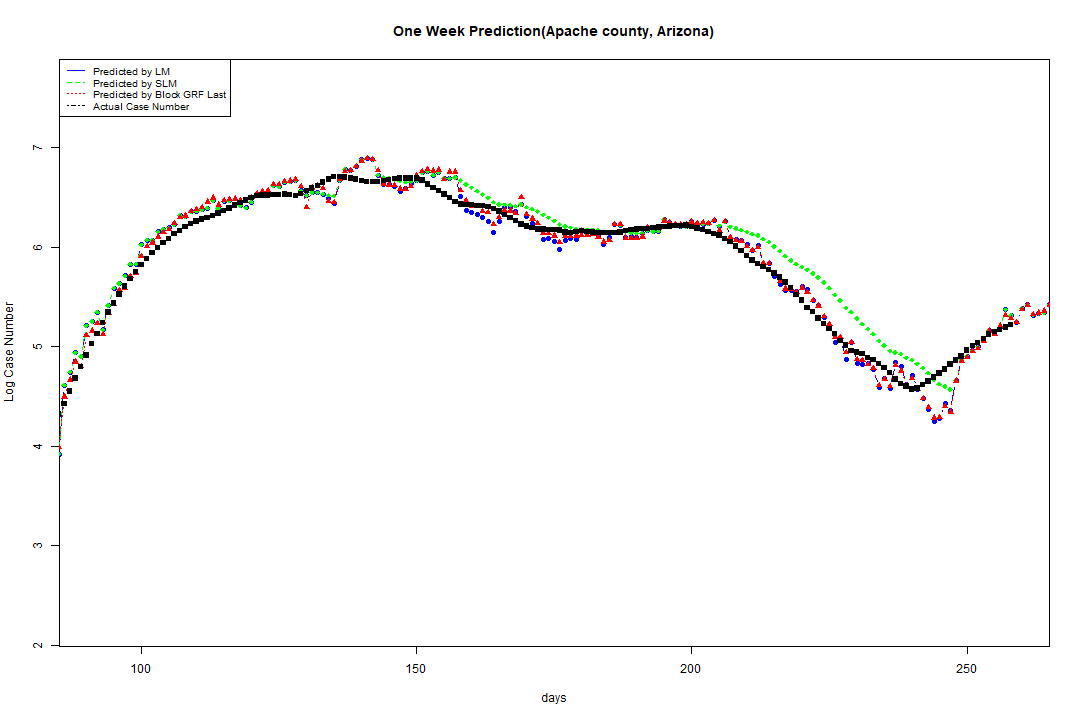 One Week Prediction(Apache county, Arizona)
Predicted by LM
Predicted by SLM
Predicted by Block GRF Last
Actual Case Number
Log Case Number
7
6
5
4
3
2
100 150 200 250
days